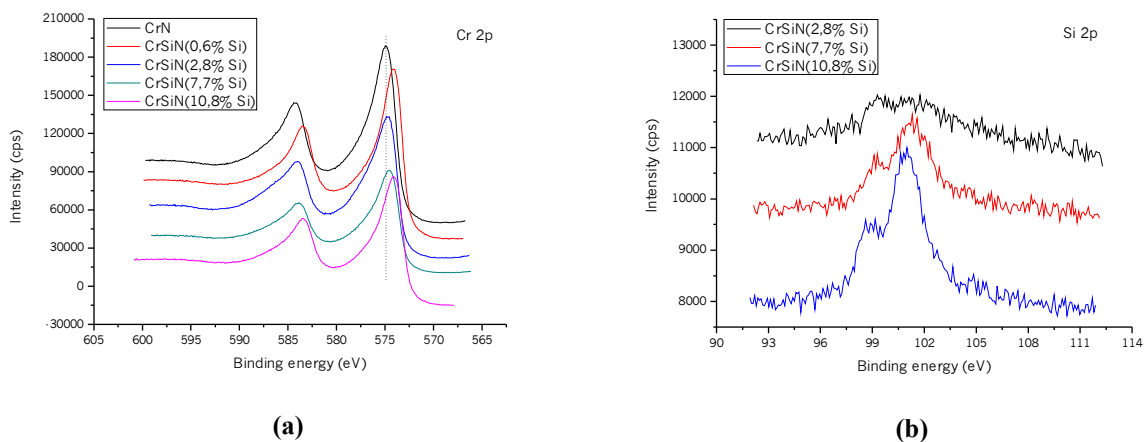 Cr 2p
CrN
CrSiN(0,6% Si)
CrSiN(2,8% Si)
CrSiN(7,7% Si)
CrSiN(10,8% Si)
Intensity (cps)
210000
180000
150000
120000
90000
60000
30000
0
-30000
605 600 595 590 585 580 575 570 565
Binding energy (eV)
(a)
Si 2p
CrSiN(2,8% Si)
CrSiN(7,7% Si)
CrSiN(10,8% Si)
Intensity (cps)
13000
12000
11000
10000
9000
8000
90 93 96 99 102 105 108 111 114
Binding energy (eV)
(b)